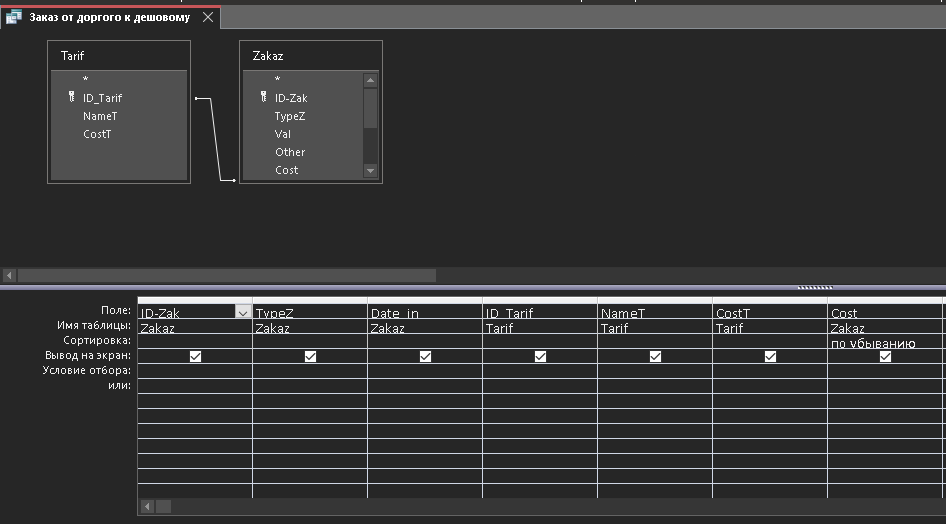 Заказ от дорогого к дешовому
Tarif
*
ID_Tarif
NameT
CostT
Zakaz
*
ID-Zak
TypeZ
Val
Other
Cost
Поле: ID-Zak TypeZ Date_in ID_Tarif NameT CostT Cost
Имя таблицы: Zakaz Zakaz Zakaz Tarif Tarif Tarif Zakaz
Сортировка: по убыванию
Вывод на экран:
Условие отбора:
или: